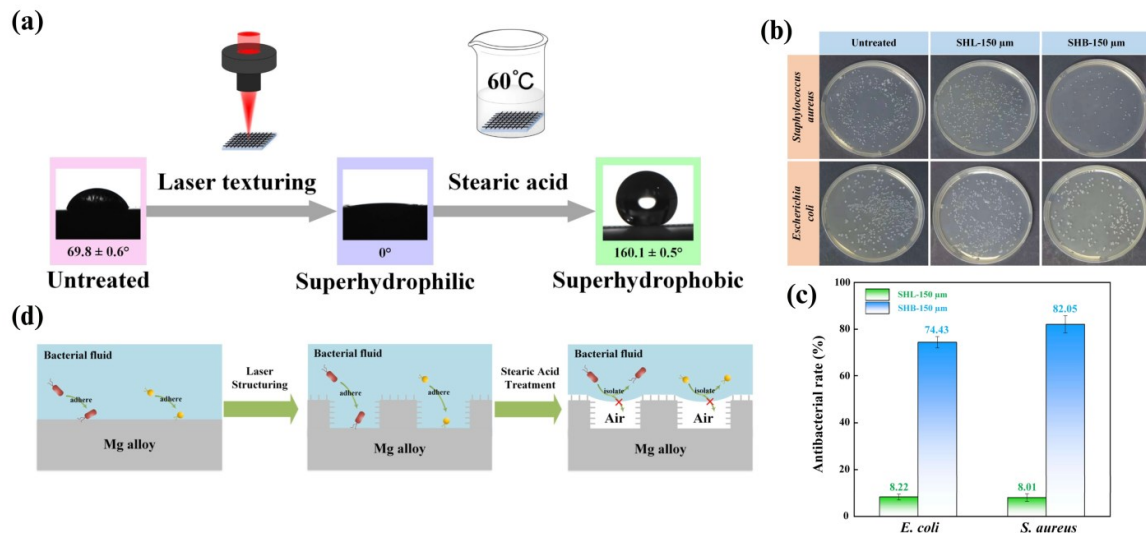 (a)
60℃
Laser texturing
Stearic acid
69.8 ± 0.6°
0°
160.1 ± 0.5°
Untreated
Superhydrophilic
Superhydrophobic
(b)
Untreated
SHL-150 μm
SHB-150 μm
Staphylococcus
aureus
Escherichia
coli
(c)
100
80
60
40
20
0
Antibacterial rate (%)
SHL-150 μm
SHB-150 μm
8.22
74.43
8.01
82.05
E. coli
S. aureus
(d)
Bacterial fluid
adhere
adhere
Mg alloy
Laser
Structuring
Bacterial fluid
adhere
adhere
Mg alloy
Stearic Acid
Treatment
Bacterial fluid
isolate
isolate
Air
Air
Mg alloy